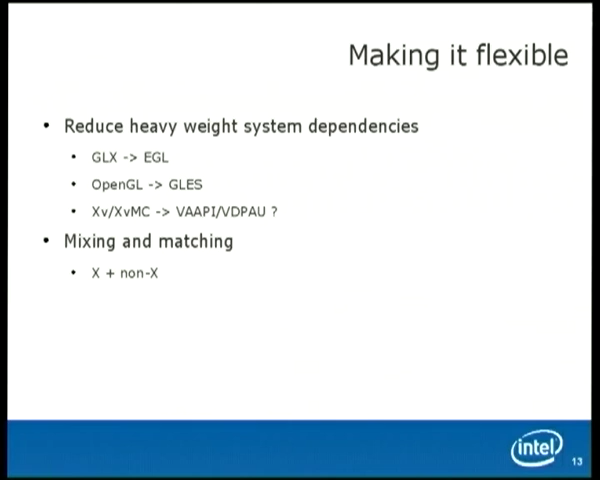 Making it flexible
• Reduce heavy weight system dependencies
• GLX -> EGL
• OpenGL -> GLES
• Xv/XvMC -> VAAPI/VDPAU ?
• Mixing and matching
• X + non-X
intel
13